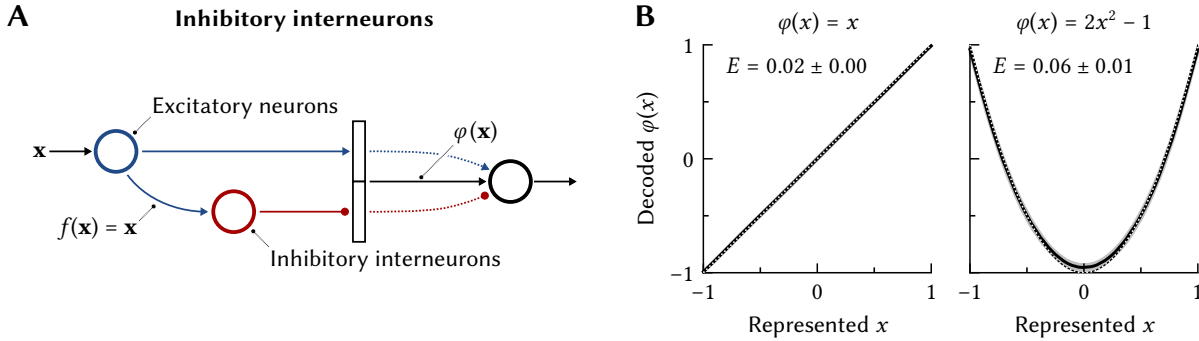 A
Inhibitory interneurons
Excitatory neurons
x
φ(x)
f(x) = x
Inhibitory interneurons
B
φ(x) = x
φ(x) = 2x² − 1
Decoded φ(x)
1
0
−1
E = 0.02 ± 0.00
E = 0.06 ± 0.01
−1
0
1
−1
0
1
Represented x
Represented x